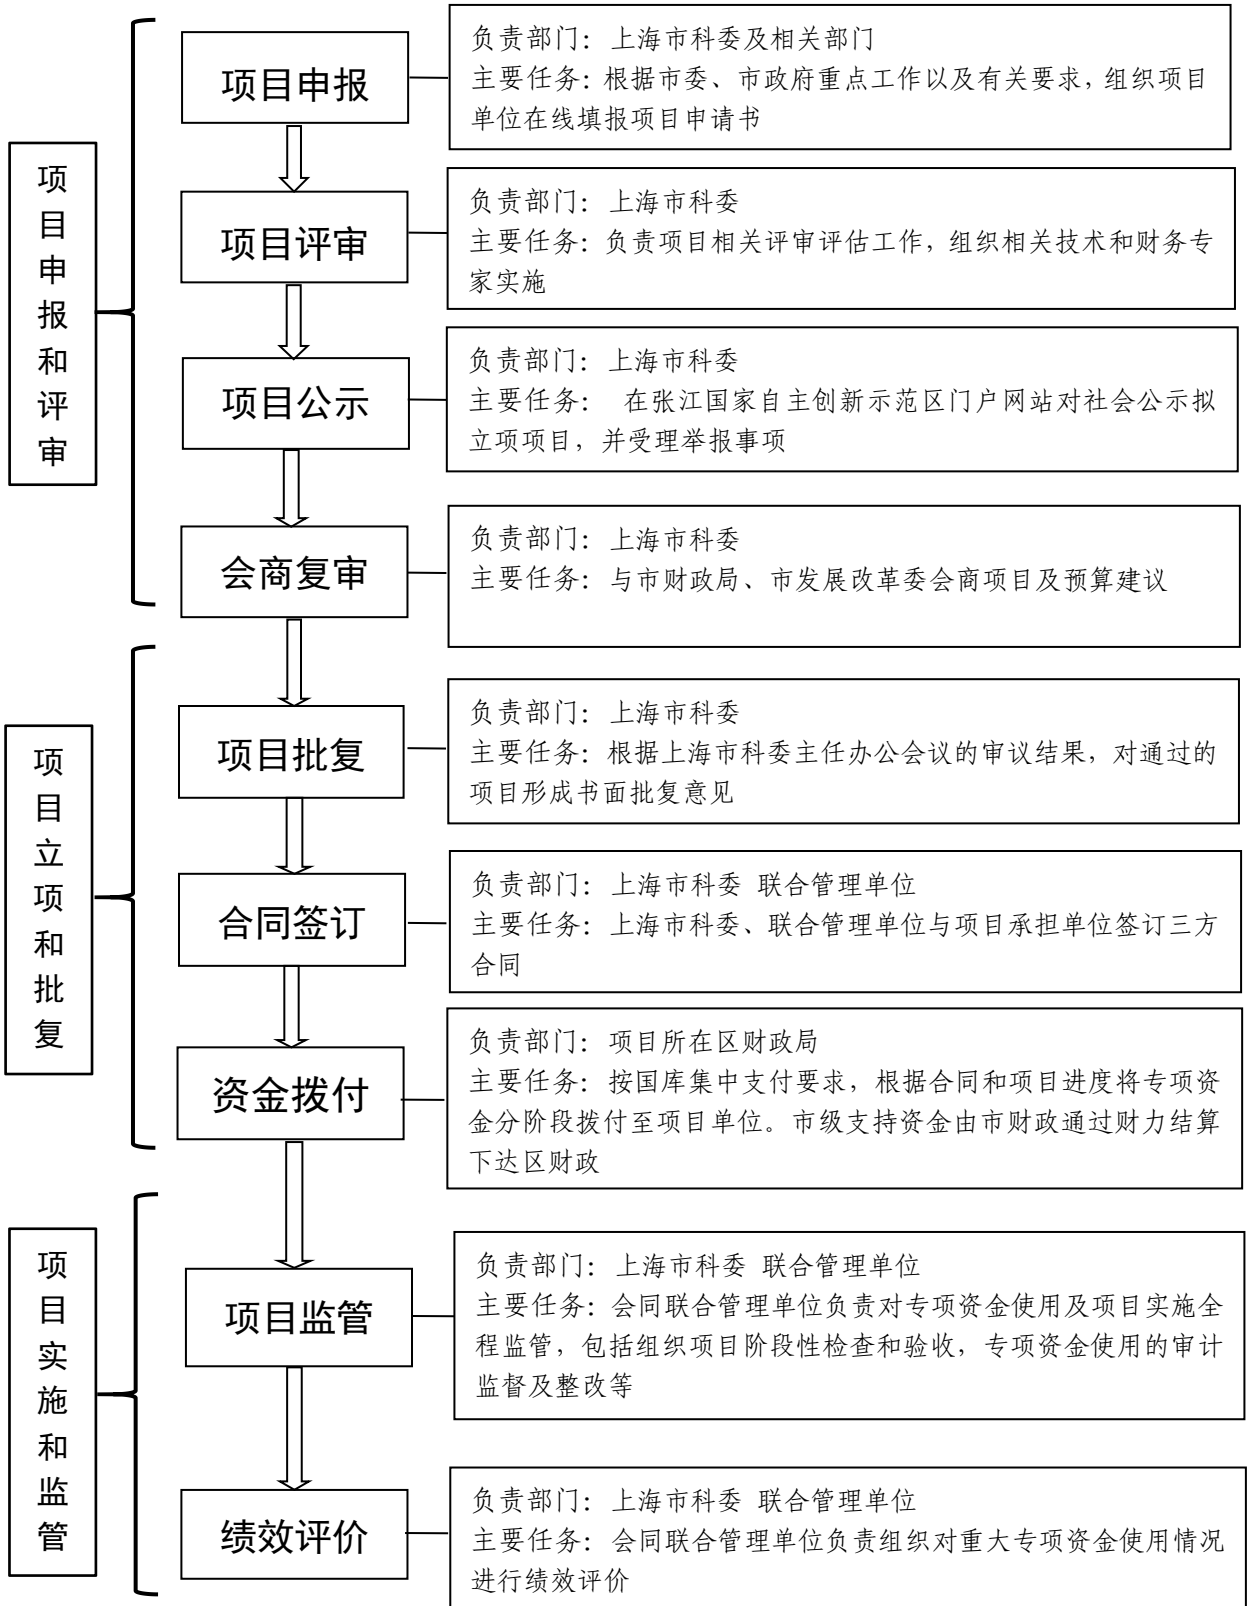 项目申报和评审
项目申报
负责部门：上海市科委及相关部门
主要任务：根据市委、市政府重点工作以及有关要求，组织项目
单位在线填报项目申请书
项目评审
负责部门：上海市科委
主要任务：负责项目相关评审评估工作，组织相关技术和财务专
家实施
项目公示
负责部门：上海市科委
主要任务： 在张江国家自主创新示范区门户网站对社会公示拟
立项项目，并受理举报事项
会商复审
负责部门：上海市科委
主要任务：与市财政局、市发展改革委会商项目及预算建议
项目立项和批复
项目批复
负责部门：上海市科委
主要任务：根据上海市科委主任办公会议的审议结果，对通过的
项目形成书面批复意见
合同签订
负责部门：上海市科委 联合管理单位
主要任务：上海市科委、联合管理单位与项目承担单位签订三方
合同
资金拨付
负责部门：项目所在区财政局
主要任务：按国库集中支付要求，根据合同和项目进度将专项资
金分阶段拨付至项目单位。市级支持资金由市财政通过财力结算
下达区财政
项目实施和监管
项目监管
负责部门：上海市科委 联合管理单位
主要任务：会同联合管理单位负责对专项资金使用及项目实施全
程监管，包括组织项目阶段性检查和验收，专项资金使用的审计
监督及整改等
绩效评价
负责部门：上海市科委 联合管理单位
主要任务：会同联合管理单位负责组织对重大专项资金使用情况
进行绩效评价